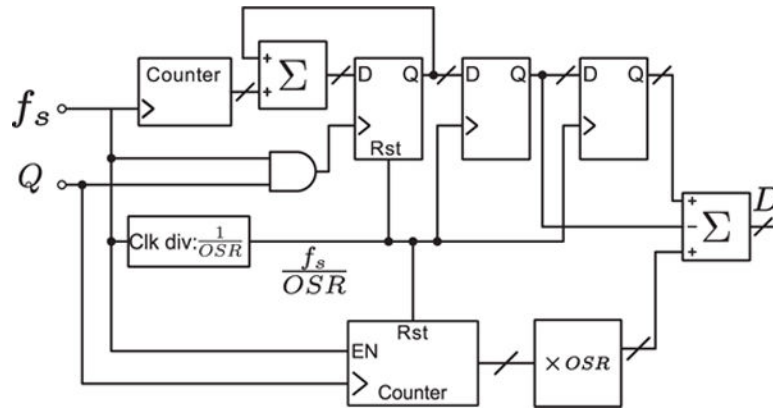 Counter
+
+
Σ
D
Q
Rst
D
Q
D
Q
f_s
Q
Clk div: 1/OSR
f_s/OSR
+
−
+
Σ
D
Rst
EN
Counter
×OSR